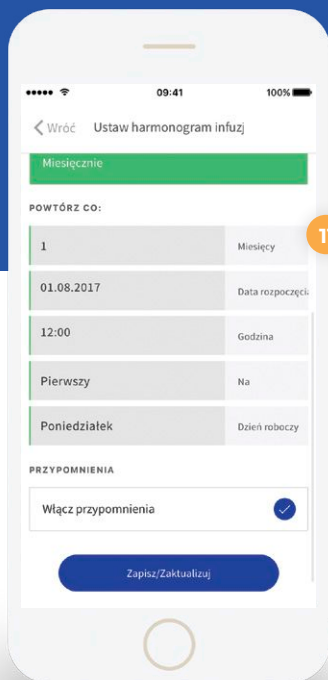 09:41
100%
Wróć Ustaw harmonogram infuzj
Miesięcznie
POWTÓRZ CO:
1 Miesięcy
01.08.2017 Data rozpoczęci
12:00 Godzina
Pierwszy Na
Poniedziałek Dzień roboczy
PRZYPOMNIENIA
Włącz przypomnienia
Zapisz/Zaktualizuj